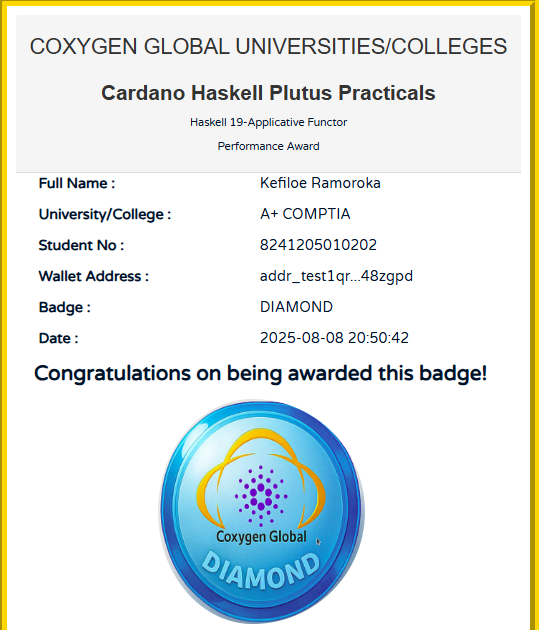 COXYGEN GLOBAL UNIVERSITIES/COLLEGES
Cardano Haskell Plutus Practicals
Haskell 19-Applicative Functor
Performance Award
Full Name : Kefiloe Ramoroka
University/College : A+ COMPTIA
Student No : 8241205010202
Wallet Address : addr_test1qr...48zgpd
Badge : DIAMOND
Date : 2025-08-08 20:50:42
Congratulations on being awarded this badge!
Coxygen Global
DIAMOND